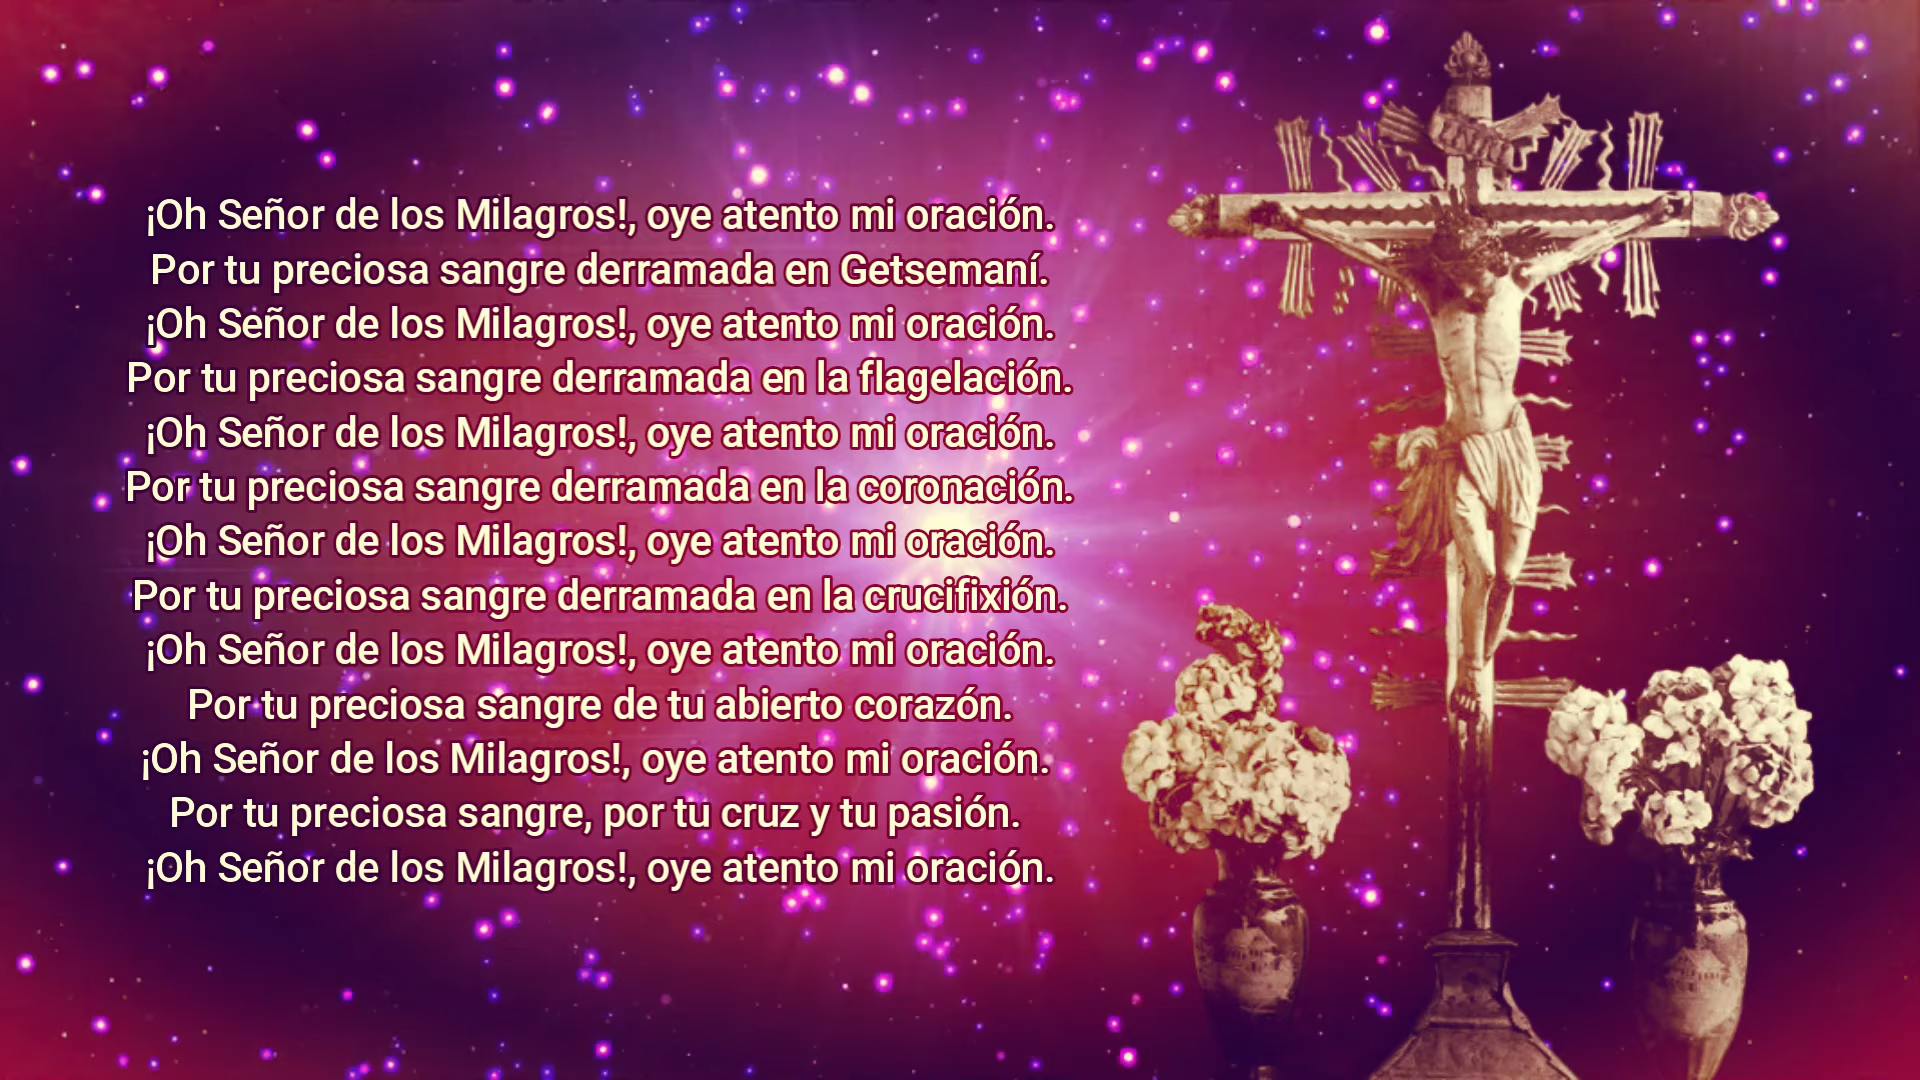 ¡Oh Señor de los Milagros!, oye atento mi oración.
Por tu preciosa sangre derramada en Getsemaní.
¡Oh Señor de los Milagros!, oye atento mi oración.
Por tu preciosa sangre derramada en la flagelación.
¡Oh Señor de los Milagros!, oye atento mi oración.
Por tu preciosa sangre derramada en la coronación.
¡Oh Señor de los Milagros!, oye atento mi oración.
Por tu preciosa sangre derramada en la crucifixión.
¡Oh Señor de los Milagros!, oye atento mi oración.
Por tu preciosa sangre de tu abierto corazón.
¡Oh Señor de los Milagros!, oye atento mi oración.
Por tu preciosa sangre, por tu cruz y tu pasión.
¡Oh Señor de los Milagros!, oye atento mi oración.